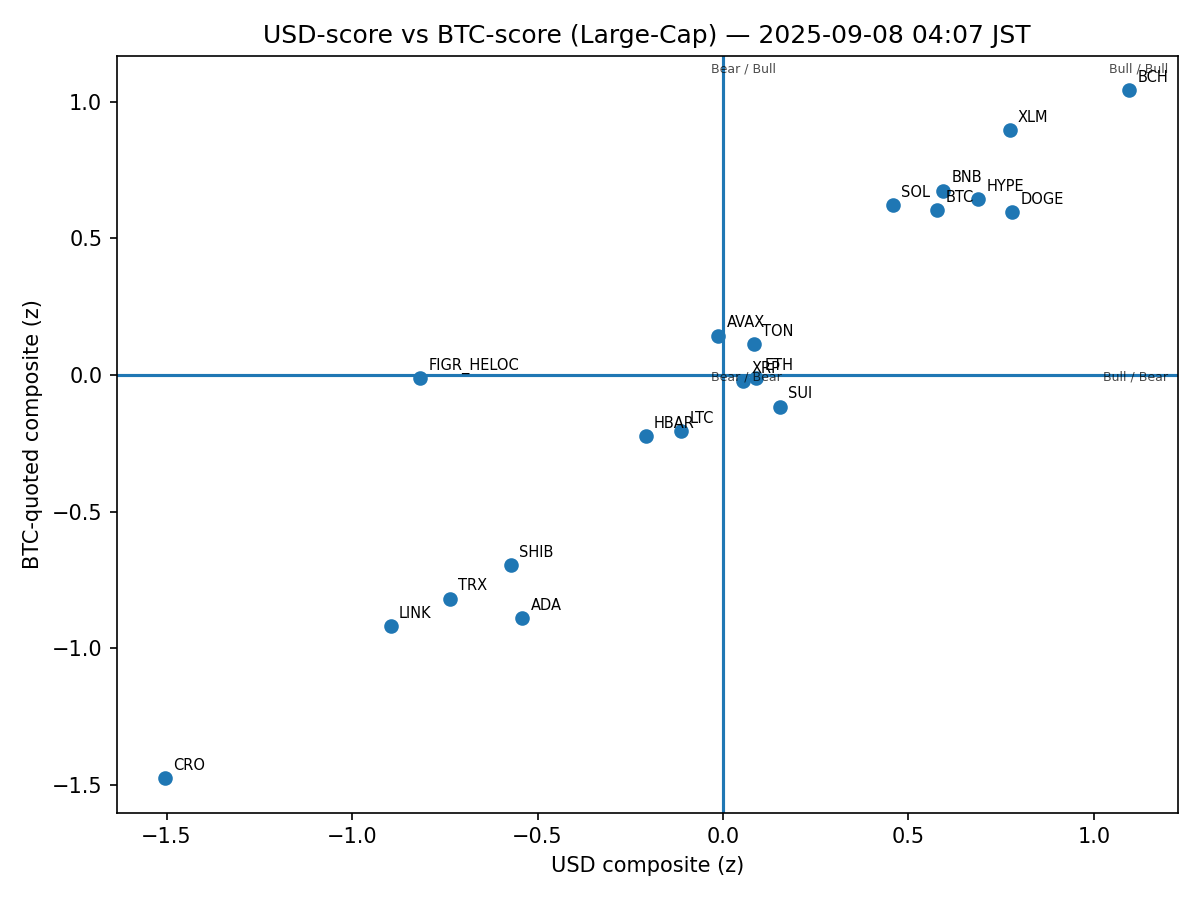 USD-score vs BTC-score (Large-Cap) — 2025-09-08 04:07 JST
Bear / Bull
Bull / Bull
BCH
XLM
BNB
HYPE
SOL
BTC
DOGE
AVAX
TON
FIGR_HELOC
XRP
ETH
Bear / Bear
Bull / Bear
SUI
HBAR
LTC
SHIB
TRX
ADA
LINK
CRO
1.0
0.5
0.0
−0.5
−1.0
−1.5
BTC-quoted composite (z)
−1.5
−1.0
−0.5
0.0
0.5
1.0
USD composite (z)